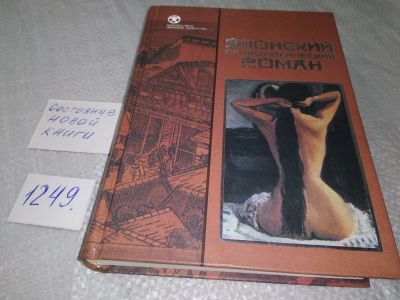 Состояние
новой
книги
1249.
ЯПОНСКИЙ
ПСИХОЛОГИЧЕСКИЙ
РОМАН